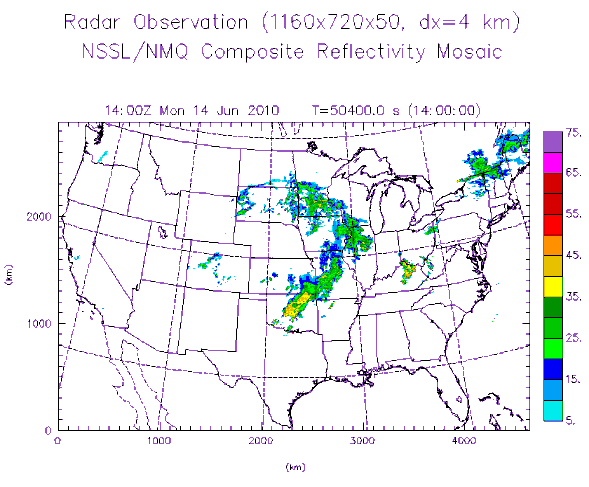 Radar Observation (1160x720x50, dx=4 km)
NSSL/NMQ Composite Reflectivity Mosaic
14:00Z Mon 14 Jun 2010 T=50400.0 s (14:00:00)
75.
65.
55.
45.
35.
25.
15.
5.
2000
1000
0
(km)
0 1000 2000 3000 4000
(km)